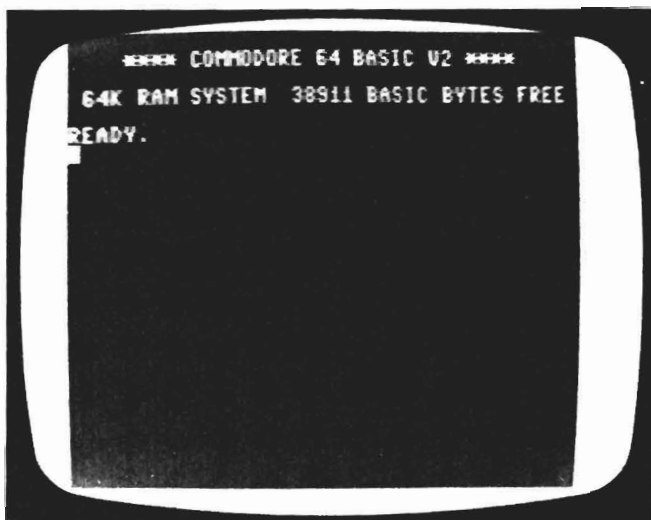 **** COMMODORE 64 BASIC V2 ****
64K RAM SYSTEM  38911 BASIC BYTES FREE
READY.